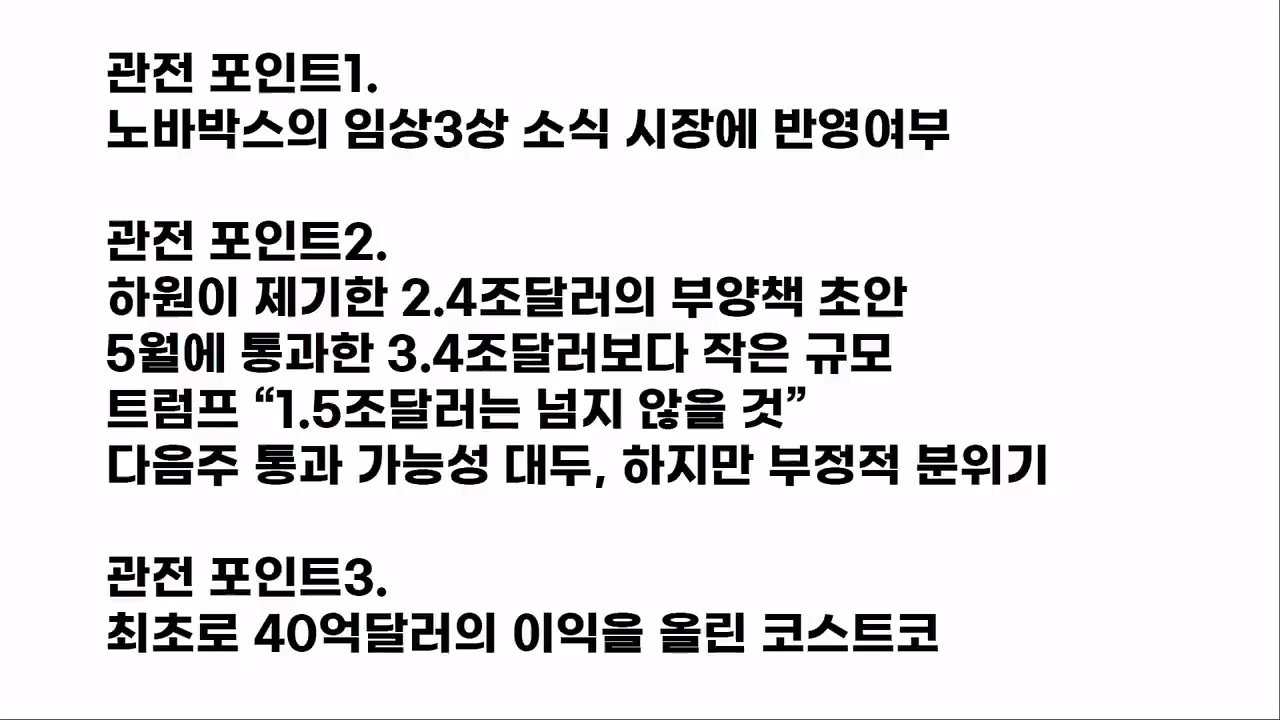 관전 포인트1.
노바박스의 임상3상 소식 시장에 반영여부
관전 포인트2.
하원이 제기한 2.4조달러의 부양책 초안
5월에 통과한 3.4조달러보다 작은 규모
트럼프 “1.5조달러는 넘지 않을 것”
다음주 통과 가능성 대두, 하지만 부정적 분위기
관전 포인트3.
최초로 40억달러의 이익을 올린 코스트코